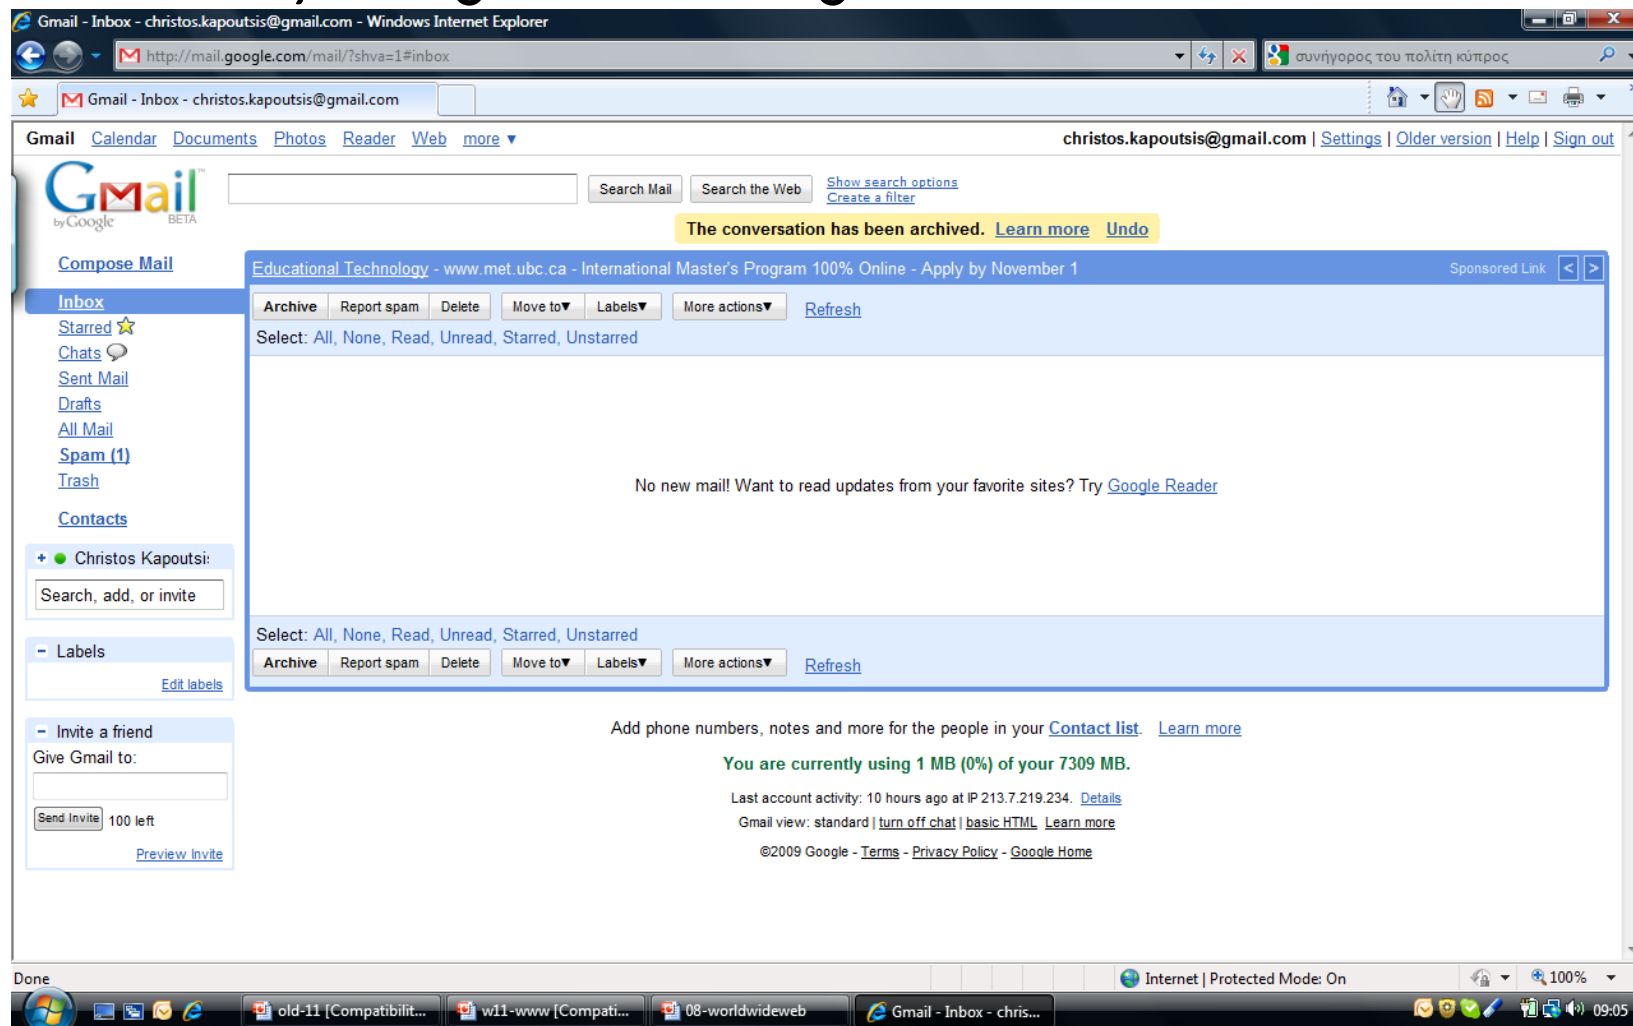 Gmail - Inbox - christos.kapoutsis@gmail.com - Windows Internet Explorer
http://mail.google.com/mail/?shva=1#inbox
συνήγορος του πολίτη κύπρος
Gmail - Inbox - christos.kapoutsis@gmail.com
Gmail Calendar Documents Photos Reader Web more ▼
christos.kapoutsis@gmail.com | Settings | Older version | Help | Sign out
GMail™
by Google BETA
Search Mail Search the Web
Show search options
Create a filter
The conversation has been archived. Learn more Undo
Compose Mail
Inbox
Starred
Chats
Sent Mail
Drafts
All Mail
Spam (1)
Trash
Contacts
Christos Kapoutsi
Search, add, or invite
Labels
Edit labels
Invite a friend
Give Gmail to:
Send Invite 100 left
Preview Invite
Educational Technology - www.met.ubc.ca - International Master's Program 100% Online - Apply by November 1
Sponsored Link < >
Archive Report spam Delete Move to▼ Labels▼ More actions▼ Refresh
Select: All, None, Read, Unread, Starred, Unstarred
No new mail! Want to read updates from your favorite sites? Try Google Reader
Select: All, None, Read, Unread, Starred, Unstarred
Archive Report spam Delete Move to▼ Labels▼ More actions▼ Refresh
Add phone numbers, notes and more for the people in your Contact list. Learn more
You are currently using 1 MB (0%) of your 7309 MB.
Last account activity: 10 hours ago at IP 213.7.219.234. Details
Gmail view: standard | turn off chat | basic HTML Learn more
©2009 Google - Terms - Privacy Policy - Google Home
Done
Internet | Protected Mode: On
100%
old-11 [Compatibilit... w11-www [Compati... 08-worldwideweb Gmail - Inbox - chris...
09:05